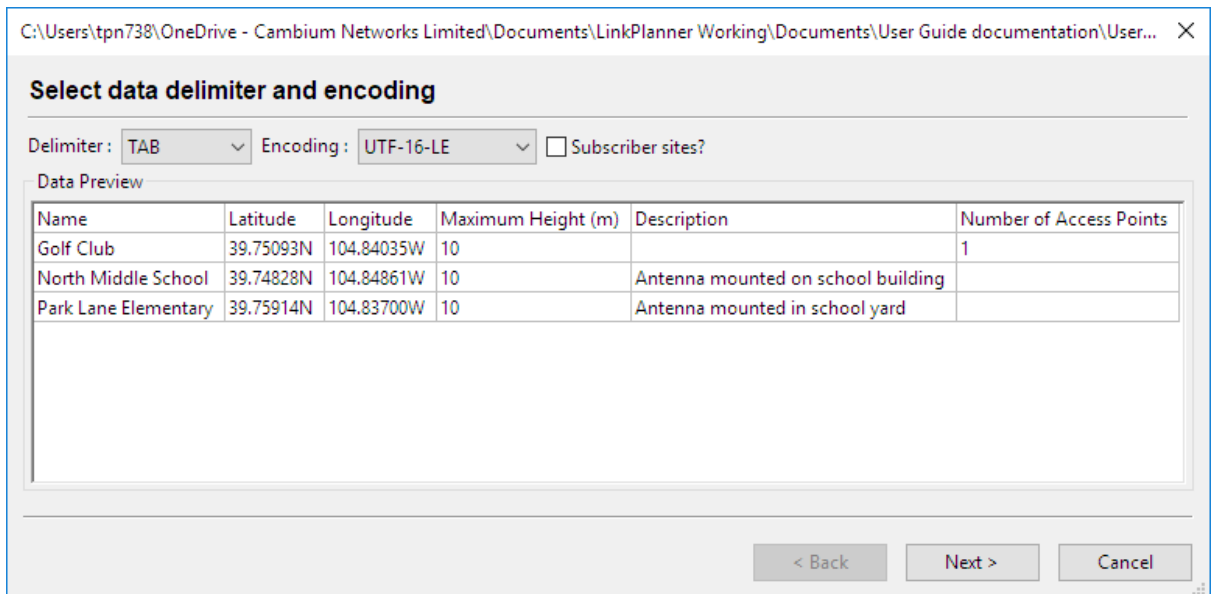 C:\Users\tpn738\OneDrive - Cambium Networks Limited\Documents\LinkPlanner Working\Documents\User Guide documentation\User...
Select data delimiter and encoding
Delimiter : TAB Encoding : UTF-16-LE Subscriber sites?
Data Preview
Name Latitude Longitude Maximum Height (m) Description Number of Access Points
Golf Club 39.75093N 104.84035W 10 1
North Middle School 39.74828N 104.84861W 10 Antenna mounted on school building
Park Lane Elementary 39.75914N 104.83700W 10 Antenna mounted in school yard
< Back Next > Cancel